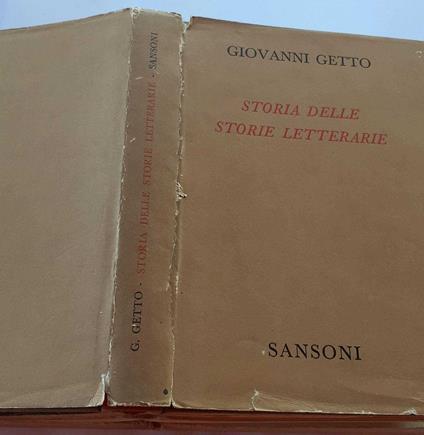 GIOVANNI GETTO
STORIA DELLE
STORIE LETTERARIE
SANSONI
G. GETTO - STORIA DELLE STORIE LETTERARIE - SANSONI